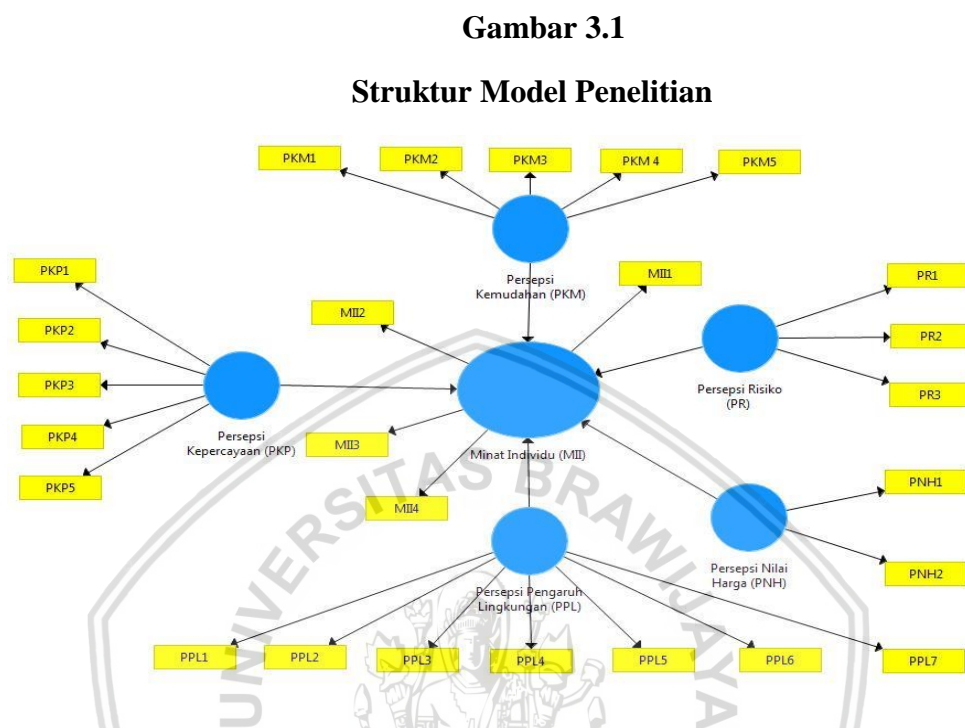 Gambar 3.1
Struktur Model Penelitian
PKM1
PKM2
PKM3
PKM 4
PKM5
Persepsi
Kemudahan (PKM)
PKP1
PKP2
PKP3
PKP4
PKP5
Persepsi
Kepercayaan (PKP)
MII1
MII2
MII3
MII4
Minat Individu (MII)
PR1
PR2
PR3
Persepsi Risiko
(PR)
PNH1
PNH2
Persepsi Nilai
Harga (PNH)
Persepsi Pengaruh
Lingkungan (PPL)
PPL1
PPL2
PPL3
PPL4
PPL5
PPL6
PPL7
UNIVERSITAS BRAWIJAYA